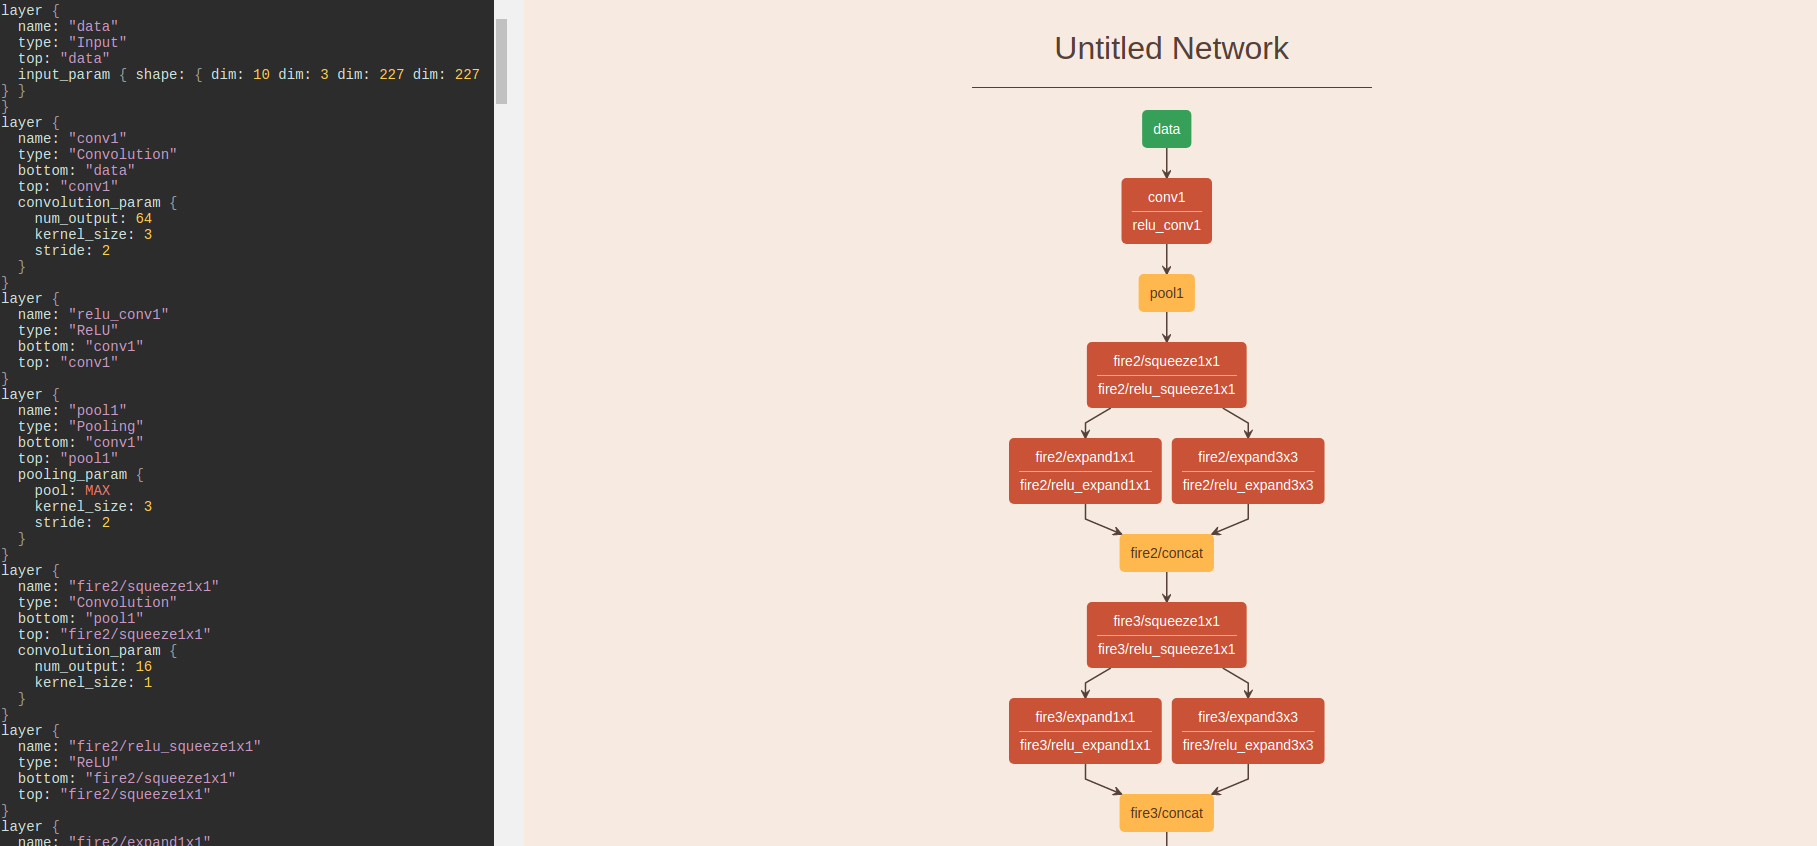 layer {
  name: "data"
  type: "Input"
  top: "data"
  input_param { shape: { dim: 10 dim: 3 dim: 227 dim: 227
} }
}
layer {
  name: "conv1"
  type: "Convolution"
  bottom: "data"
  top: "conv1"
  convolution_param {
    num_output: 64
    kernel_size: 3
    stride: 2
  }
}
layer {
  name: "relu_conv1"
  type: "ReLU"
  bottom: "conv1"
  top: "conv1"
}
layer {
  name: "pool1"
  type: "Pooling"
  bottom: "conv1"
  top: "pool1"
  pooling_param {
    pool: MAX
    kernel_size: 3
    stride: 2
  }
}
layer {
  name: "fire2/squeeze1x1"
  type: "Convolution"
  bottom: "pool1"
  top: "fire2/squeeze1x1"
  convolution_param {
    num_output: 16
    kernel_size: 1
  }
}
layer {
  name: "fire2/relu_squeeze1x1"
  type: "ReLU"
  bottom: "fire2/squeeze1x1"
  top: "fire2/squeeze1x1"
}
layer {
  name: "fire2/expand1x1"
Untitled Network
data
conv1
relu_conv1
pool1
fire2/squeeze1x1
fire2/relu_squeeze1x1
fire2/expand1x1
fire2/relu_expand1x1
fire2/expand3x3
fire2/relu_expand3x3
fire2/concat
fire3/squeeze1x1
fire3/relu_squeeze1x1
fire3/expand1x1
fire3/relu_expand1x1
fire3/expand3x3
fire3/relu_expand3x3
fire3/concat